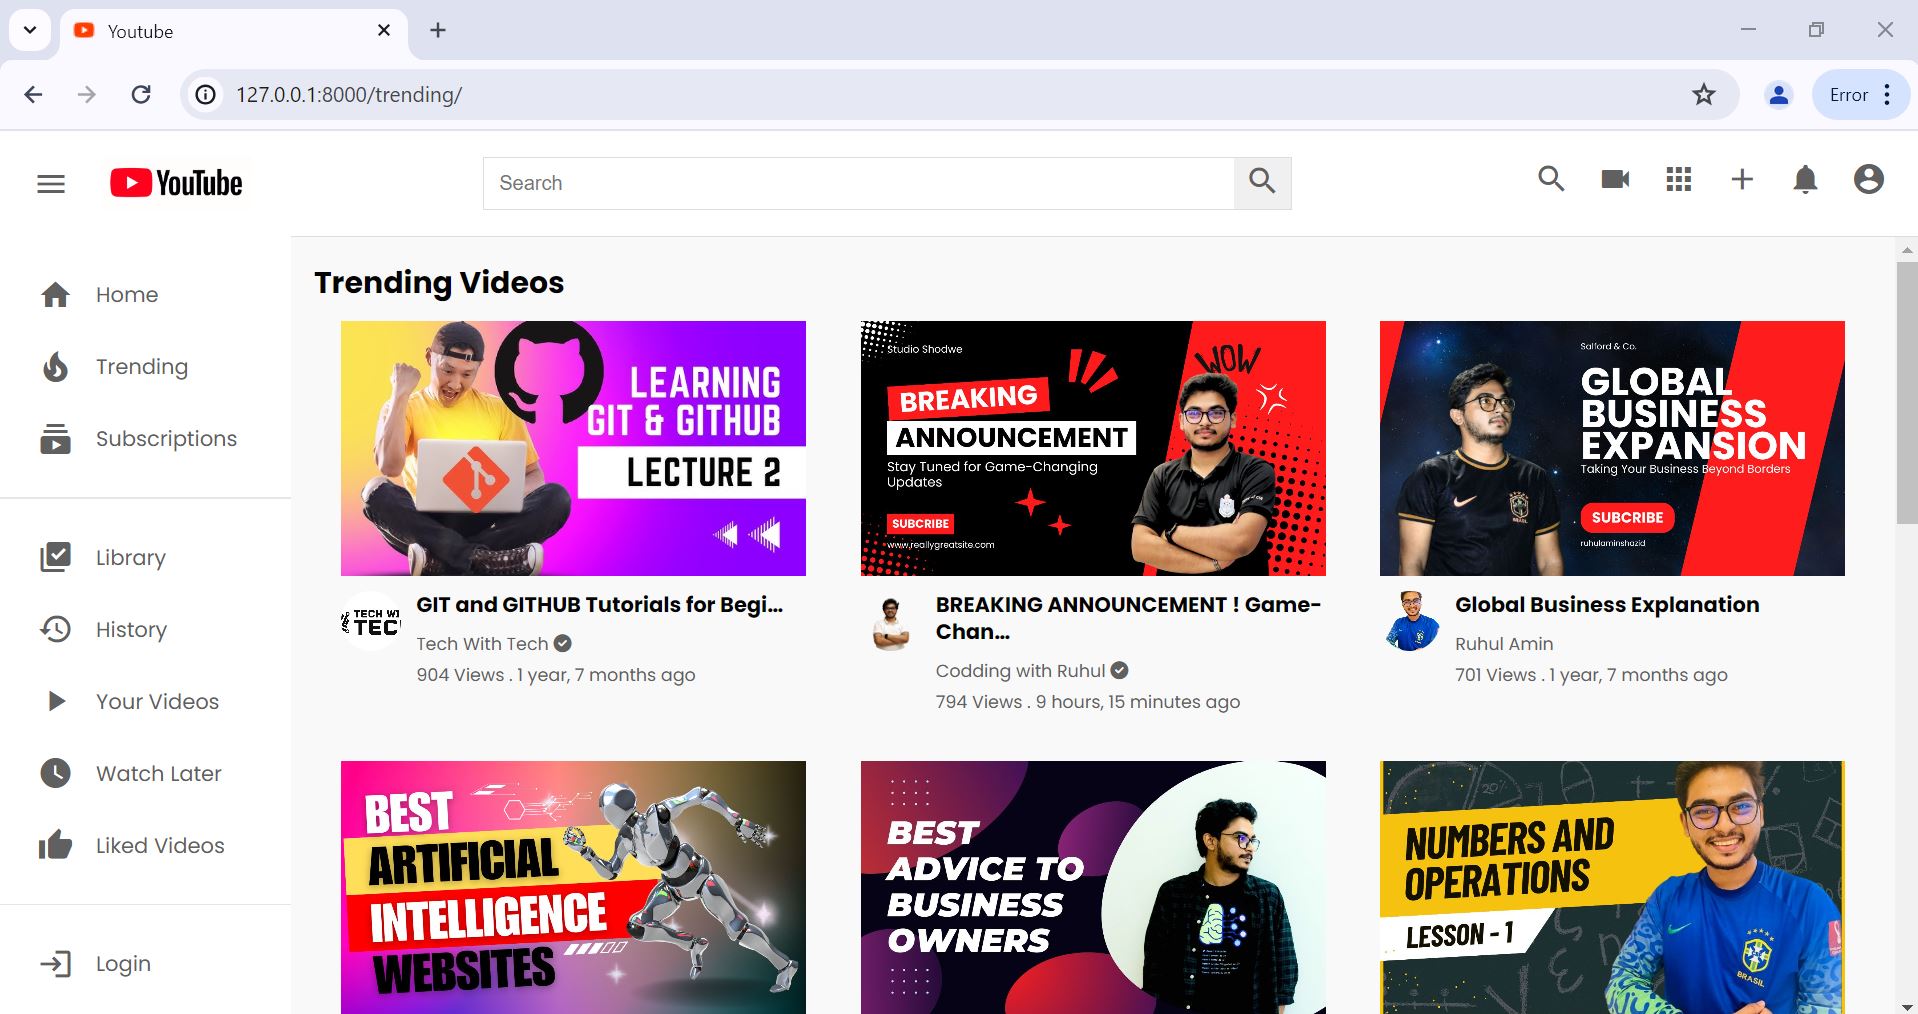 Youtube
127.0.0.1:8000/trending/
Error
YouTube
Search
Home
Trending
Subscriptions
Library
History
Your Videos
Watch Later
Liked Videos
Login
Trending Videos
LEARNING
GIT & GITHUB
LECTURE 2
GIT and GITHUB Tutorials for Begi...
Tech With Tech
904 Views . 1 year, 7 months ago
Studio Shodwe
WOW
BREAKING
ANNOUNCEMENT
Stay Tuned for Game-Changing
Updates
SUBCRIBE
www.reallygreatsite.com
BREAKING ANNOUNCEMENT ! Game-
Chan...
Codding with Ruhul
794 Views . 9 hours, 15 minutes ago
Salford & Co.
GLOBAL
BUSINESS
EXPANSION
Taking Your Business Beyond Borders
SUBCRIBE
ruhulaminshazid
BRASIL
Global Business Explanation
Ruhul Amin
701 Views . 1 year, 7 months ago
BEST
ARTIFICIAL
INTELLIGENCE
WEBSITES
BEST
ADVICE TO
BUSINESS
OWNERS
NUMBERS AND
OPERATIONS
LESSON - 1
BRASIL